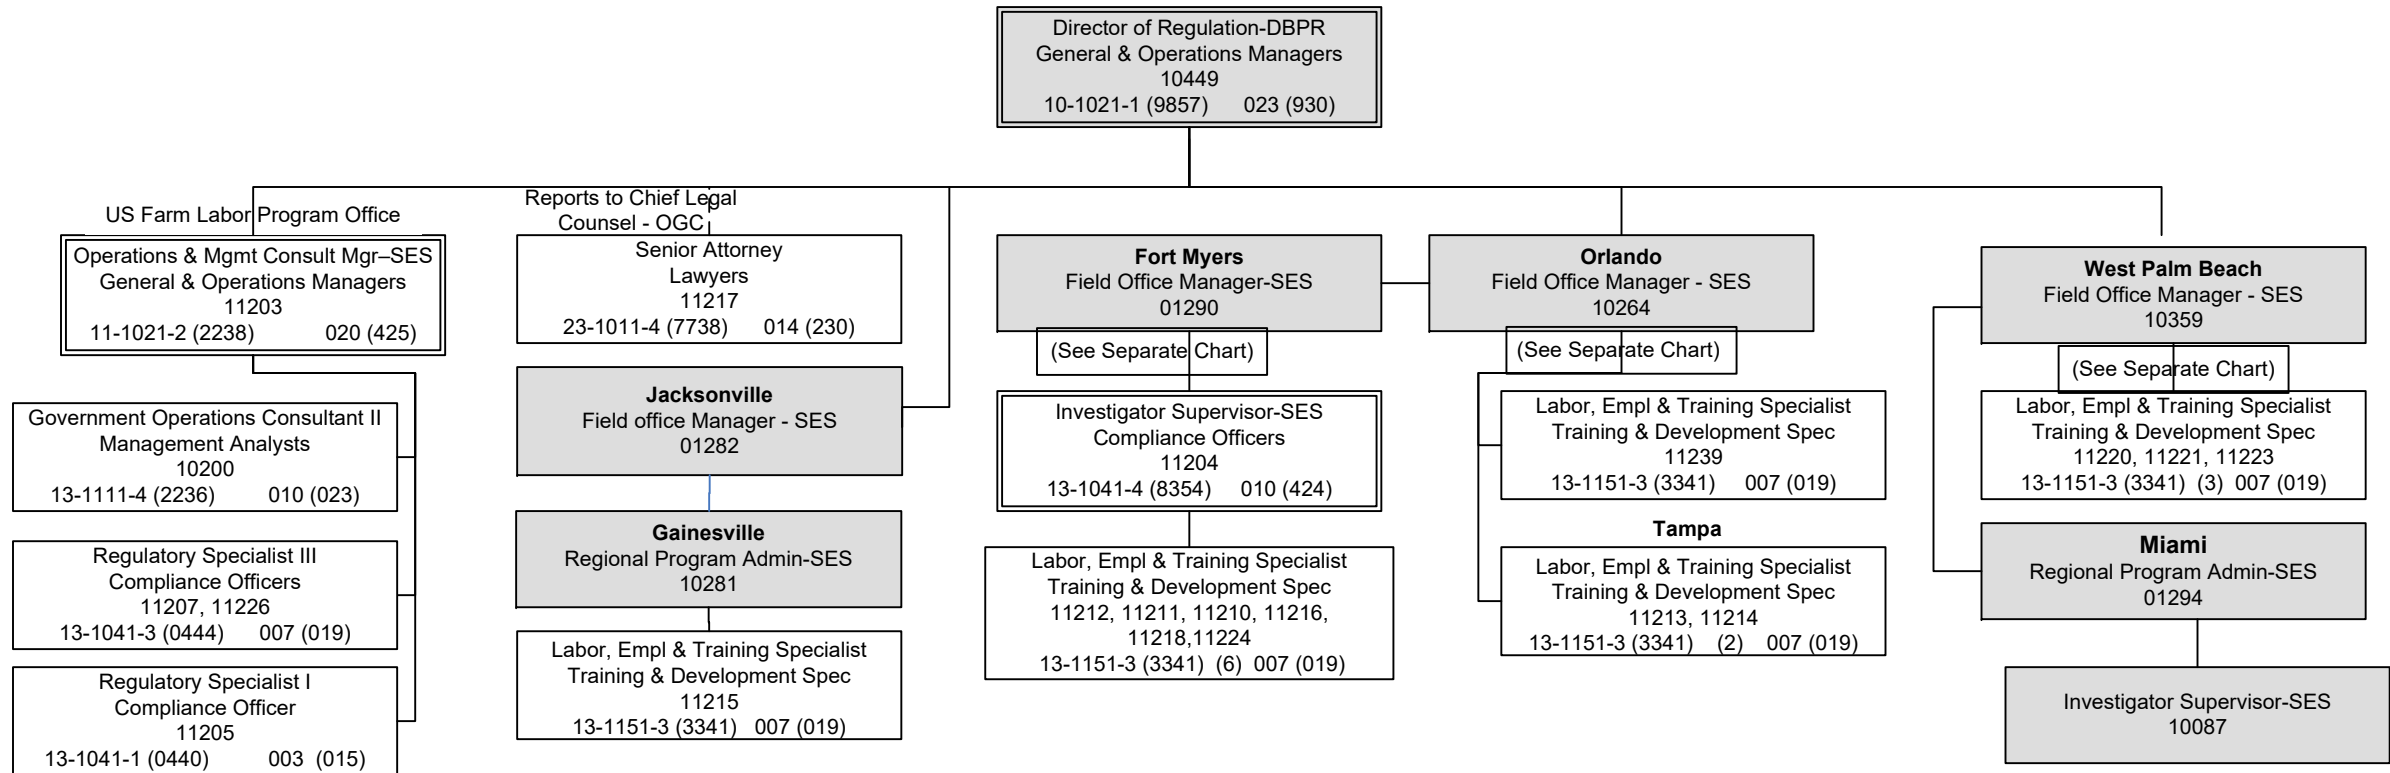 Director of Regulation-DBPR
General & Operations Managers
10449
10-1021-1 (9857) 023 (930)
US Farm Labor Program Office
Operations & Mgmt Consult Mgr–SES
General & Operations Managers
11203
11-1021-2 (2238) 020 (425)
Government Operations Consultant II
Management Analysts
10200
13-1111-4 (2236) 010 (023)
Regulatory Specialist III
Compliance Officers
11207, 11226
13-1041-3 (0444) 007 (019)
Regulatory Specialist I
Compliance Officer
11205
13-1041-1 (0440) 003 (015)
Reports to Chief Legal
Counsel - OGC
Senior Attorney
Lawyers
11217
23-1011-4 (7738) 014 (230)
Jacksonville
Field office Manager - SES
01282
Gainesville
Regional Program Admin-SES
10281
Labor, Empl & Training Specialist
Training & Development Spec
11215
13-1151-3 (3341) 007 (019)
Fort Myers
Field Office Manager-SES
01290
(See Separate Chart)
Investigator Supervisor-SES
Compliance Officers
11204
13-1041-4 (8354) 010 (424)
Labor, Empl & Training Specialist
Training & Development Spec
11212, 11211, 11210, 11216,
11218,11224
13-1151-3 (3341) (6) 007 (019)
Orlando
Field Office Manager - SES
10264
(See Separate Chart)
Labor, Empl & Training Specialist
Training & Development Spec
11239
13-1151-3 (3341) 007 (019)
Tampa
Labor, Empl & Training Specialist
Training & Development Spec
11213, 11214
13-1151-3 (3341) (2) 007 (019)
West Palm Beach
Field Office Manager - SES
10359
(See Separate Chart)
Labor, Empl & Training Specialist
Training & Development Spec
11220, 11221, 11223
13-1151-3 (3341) (3) 007 (019)
Miami
Regional Program Admin-SES
01294
Investigator Supervisor-SES
10087